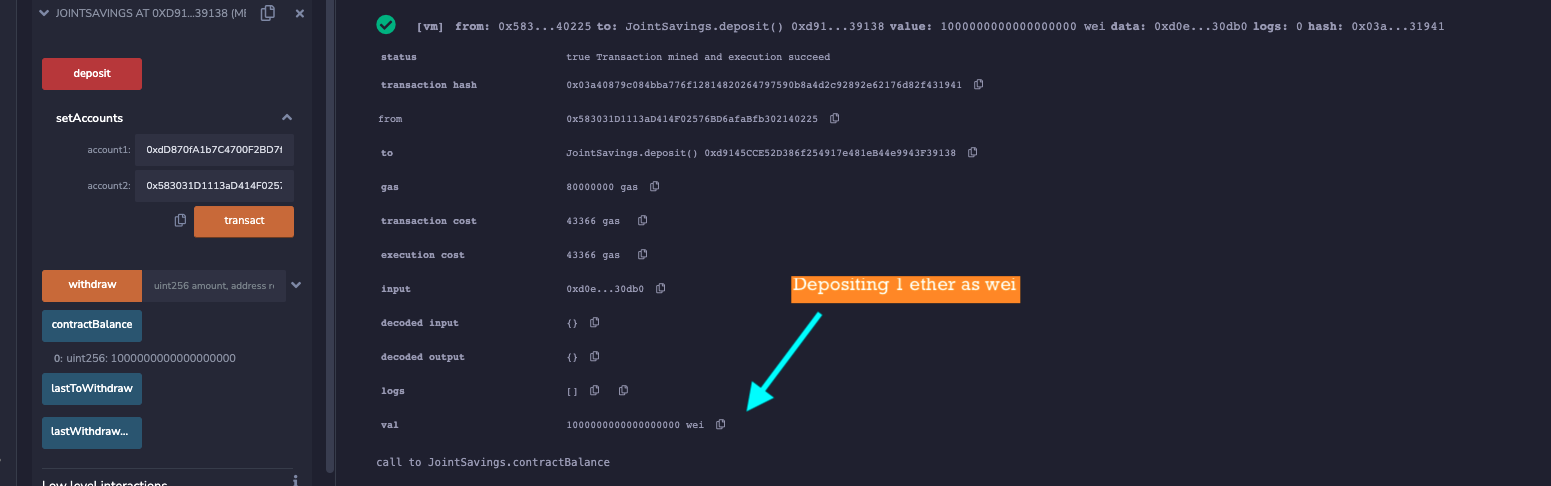 JOINTSAVINGS AT 0XD91...39138 (ME
deposit
setAccounts
account1: 0xdD870fA1b7C4700F2BD7f
account2: 0x583031D1113aD414F0257
transact
withdraw uint256 amount, address re
contractBalance
0: uint256: 1000000000000000000
lastToWithdraw
lastWithdraw...
Low level interactions
i
[vm] from: 0x583...40225 to: JointSavings.deposit() 0xd91...39138 value: 1000000000000000000 wei data: 0xd0e...30db0 logs: 0 hash: 0x03a...31941
status true Transaction mined and execution succeed
transaction hash 0x03a40879c084bba776f12814820264797590b8a4d2c92892e62176d82f431941
from 0x583031D1113aD414F02576BD6afaBfb302140225
to JointSavings.deposit() 0xd9145CCE52D386f254917e481eB44e9943F39138
gas 80000000 gas
transaction cost 43366 gas
execution cost 43366 gas
input 0xd0e...30db0
Depositing 1 ether as wei
decoded input {}
decoded output {}
logs []
val 1000000000000000000 wei
call to JointSavings.contractBalance